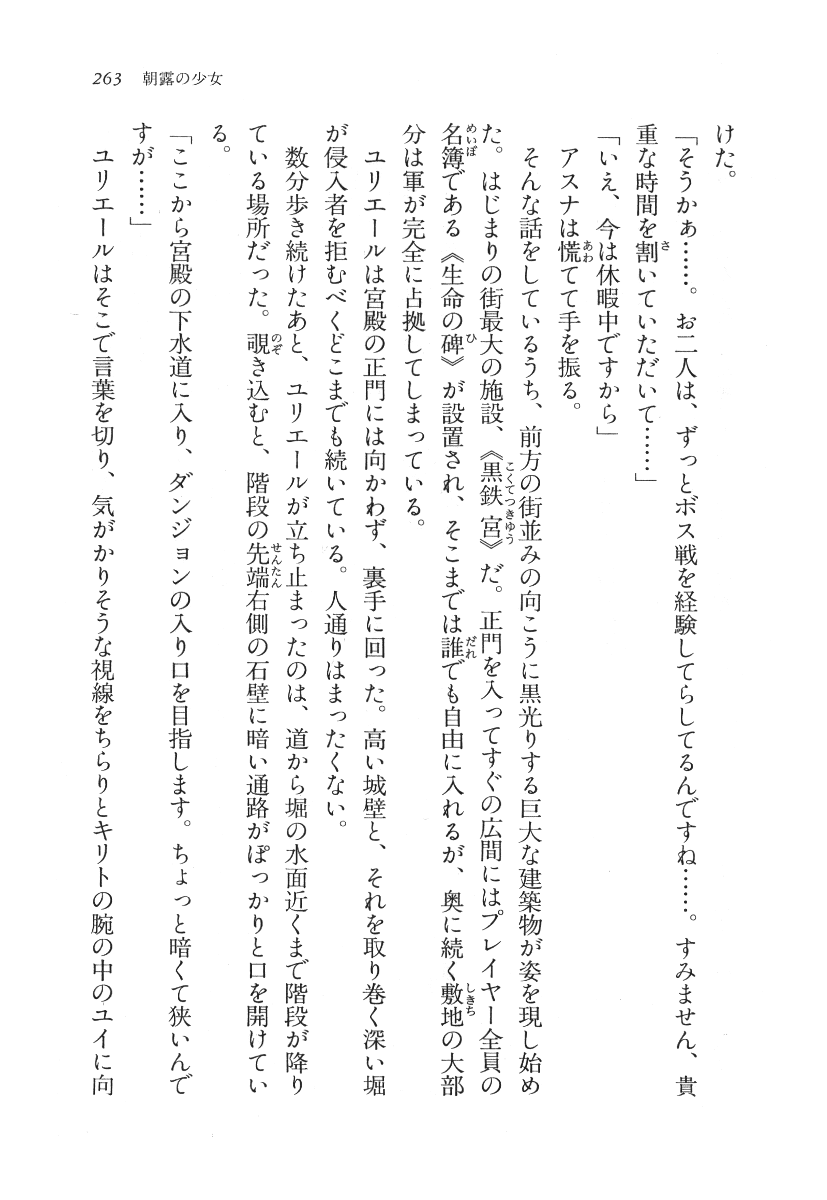 263 朝露の少女
けた。
「そうかぁ……。お二人は、ずっとボス戦を経験してらしてるんですね……。すみません、貴
重な時間を割いていただいて……」
「いえ、今は休暇中ですから」
アスナは慌てて手を振る。
そんな話をしているうち、前方の街並みの向こうに黒光りする巨大な建築物が姿を現し始め
た。はじまりの街最大の施設、《黒鉄宮》だ。正門を入ってすぐの広間にはプレイヤー全員の
名簿である《生命の碑》が設置され、そこまでは誰でも自由に入れるが、奥に続く敷地の大部
分は軍が完全に占拠してしまっている。
ユリエールは宮殿の正門には向かわず、裏手に回った。高い城壁と、それを取り巻く深い堀
が侵入者を拒むべくどこまでも続いている。人通りはまったくない。
数分歩き続けたあと、ユリエールが立ち止まったのは、道から堀の水面近くまで階段が降り
ている場所だった。覗き込むと、階段の先端右側の石壁に暗い通路がぽっかりと口を開けてい
る。
「ここから宮殿の下水道に入り、ダンジョンの入り口を目指します。ちょっと暗くて狭いんで
すが……」
ユリエールはそこで言葉を切り、気がかりそうな視線をちらりとキリトの腕の中のユイに向